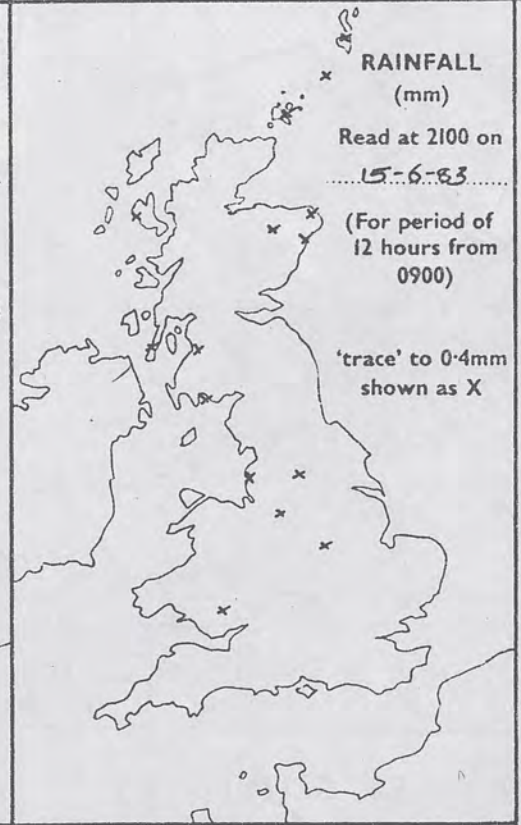 RAINFALL
(mm)
Read at 2100 on
15-6-83
(For period of
12 hours from
0900)
'trace' to 0·4mm
shown as X